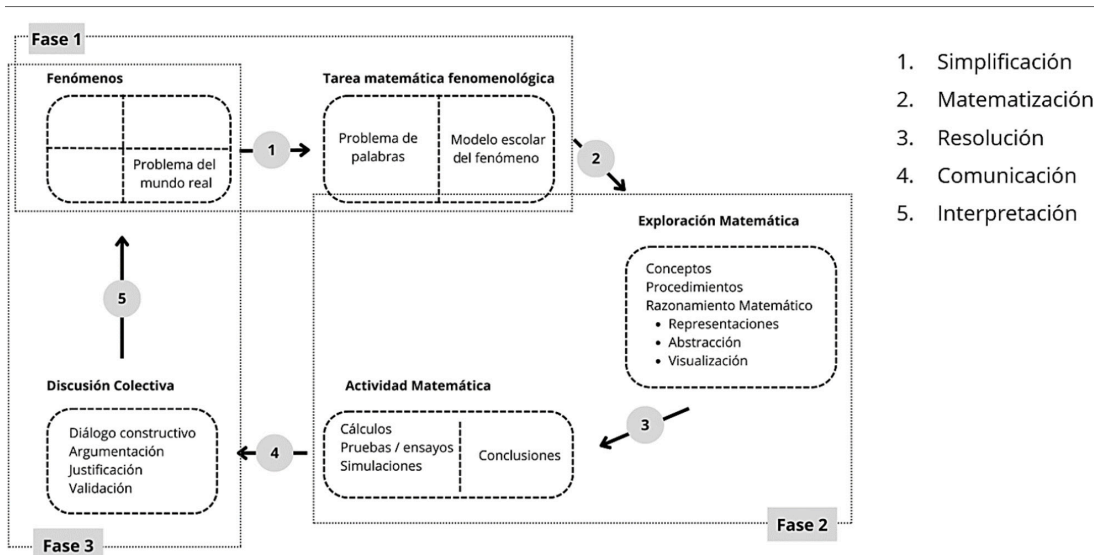 Fase 1
Fenómenos
Problema del
mundo real
1
Tarea matemática fenomenológica
Problema de
palabras
Modelo escolar
del fenómeno
2
Exploración Matemática
Conceptos
Procedimientos
Razonamiento Matemático
• Representaciones
• Abstracción
• Visualización
3
Actividad Matemática
Cálculos
Pruebas / ensayos
Simulaciones
Conclusiones
Fase 2
4
Discusión Colectiva
Diálogo constructivo
Argumentación
Justificación
Validación
5
Fase 3
1. Simplificación
2. Matematización
3. Resolución
4. Comunicación
5. Interpretación